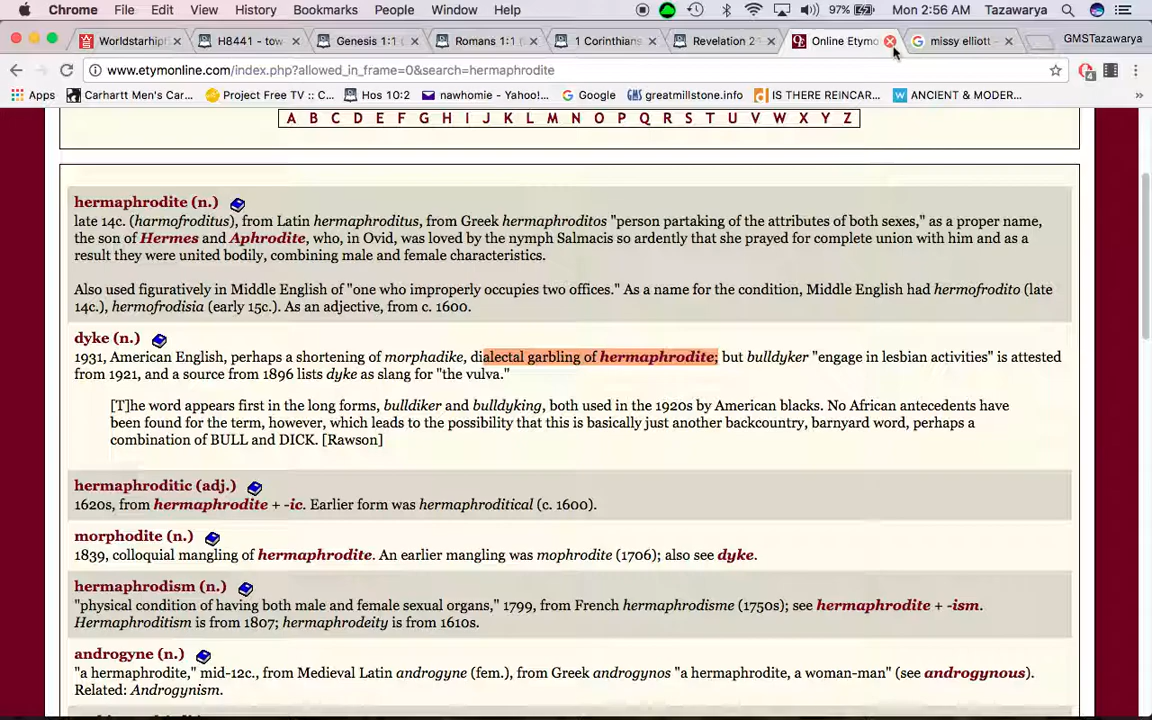 Chrome File Edit View History Bookmarks People Window Help 97% Mon 2:56 AM Tazawarya
Worldstarhip H8441 - tow Genesis 1:1 ( Romans 1:1 ( 1 Corinthians Revelation 2 Online Etymo missy elliott - GMSTazawarya
www.etymonline.com/index.php?allowed_in_frame=0&search=hermaphrodite
Apps Carhartt Men's Car... Project Free TV :: C... Hos 10:2 nawhomie - Yahoo!... Google GMS greatmillstone.info IS THERE REINCAR... W ANCIENT & MODER... »
A B C D E F G H I J K L M N O P Q R S T U V W X Y Z
hermaphrodite (n.)
late 14c. (harmofroditus), from Latin hermaphroditus, from Greek hermaphroditos "person partaking of the attributes of both sexes," as a proper name,
the son of Hermes and Aphrodite, who, in Ovid, was loved by the nymph Salmacis so ardently that she prayed for complete union with him and as a
result they were united bodily, combining male and female characteristics.
Also used figuratively in Middle English of "one who improperly occupies two offices." As a name for the condition, Middle English had hermofrodito (late
14c.), hermofrodisia (early 15c.). As an adjective, from c. 1600.
dyke (n.)
1931, American English, perhaps a shortening of morphadike, dialectal garbling of hermaphrodite; but bulldyker "engage in lesbian activities" is attested
from 1921, and a source from 1896 lists dyke as slang for "the vulva."
[T]he word appears first in the long forms, bulldiker and bulldyking, both used in the 1920s by American blacks. No African antecedents have
been found for the term, however, which leads to the possibility that this is basically just another backcountry, barnyard word, perhaps a
combination of BULL and DICK. [Rawson]
hermaphroditic (adj.)
1620s, from hermaphrodite + -ic. Earlier form was hermaphroditical (c. 1600).
morphodite (n.)
1839, colloquial mangling of hermaphrodite. An earlier mangling was mophrodite (1706); also see dyke.
hermaphrodism (n.)
"physical condition of having both male and female sexual organs," 1799, from French hermaphrodisme (1750s); see hermaphrodite + -ism.
Hermaphroditism is from 1807; hermaphrodeity is from 1610s.
androgyne (n.)
"a hermaphrodite," mid-12c., from Medieval Latin androgyne (fem.), from Greek androgynos "a hermaphrodite, a woman-man" (see androgynous).
Related: Androgynism.